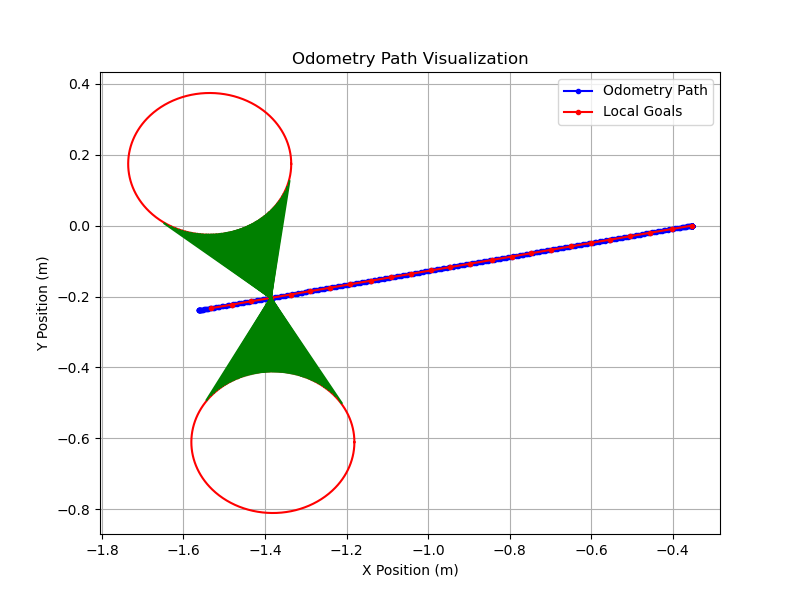 Odometry Path Visualization
Odometry Path
Local Goals
Y Position (m)
0.4
0.2
0.0
−0.2
−0.4
−0.6
−0.8
−1.8 −1.6 −1.4 −1.2 −1.0 −0.8 −0.6 −0.4
X Position (m)